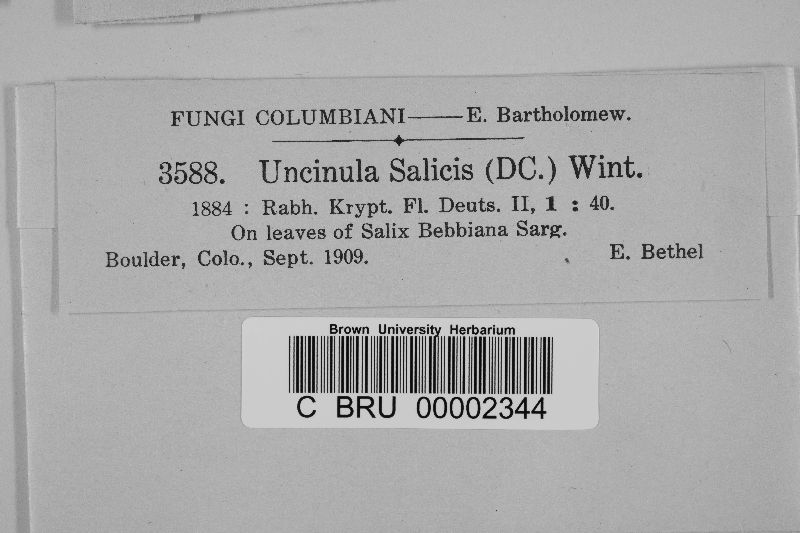 FUNGI COLUMBIANI——E. Bartholomew.
3588. Uncinula Salicis (DC.) Wint.
1884 : Rabh. Krypt. Fl. Deuts. II, 1 : 40.
On leaves of Salix Bebbiana Sarg.
Boulder, Colo., Sept. 1909. E. Bethel
Brown University Herbarium
C BRU 00002344